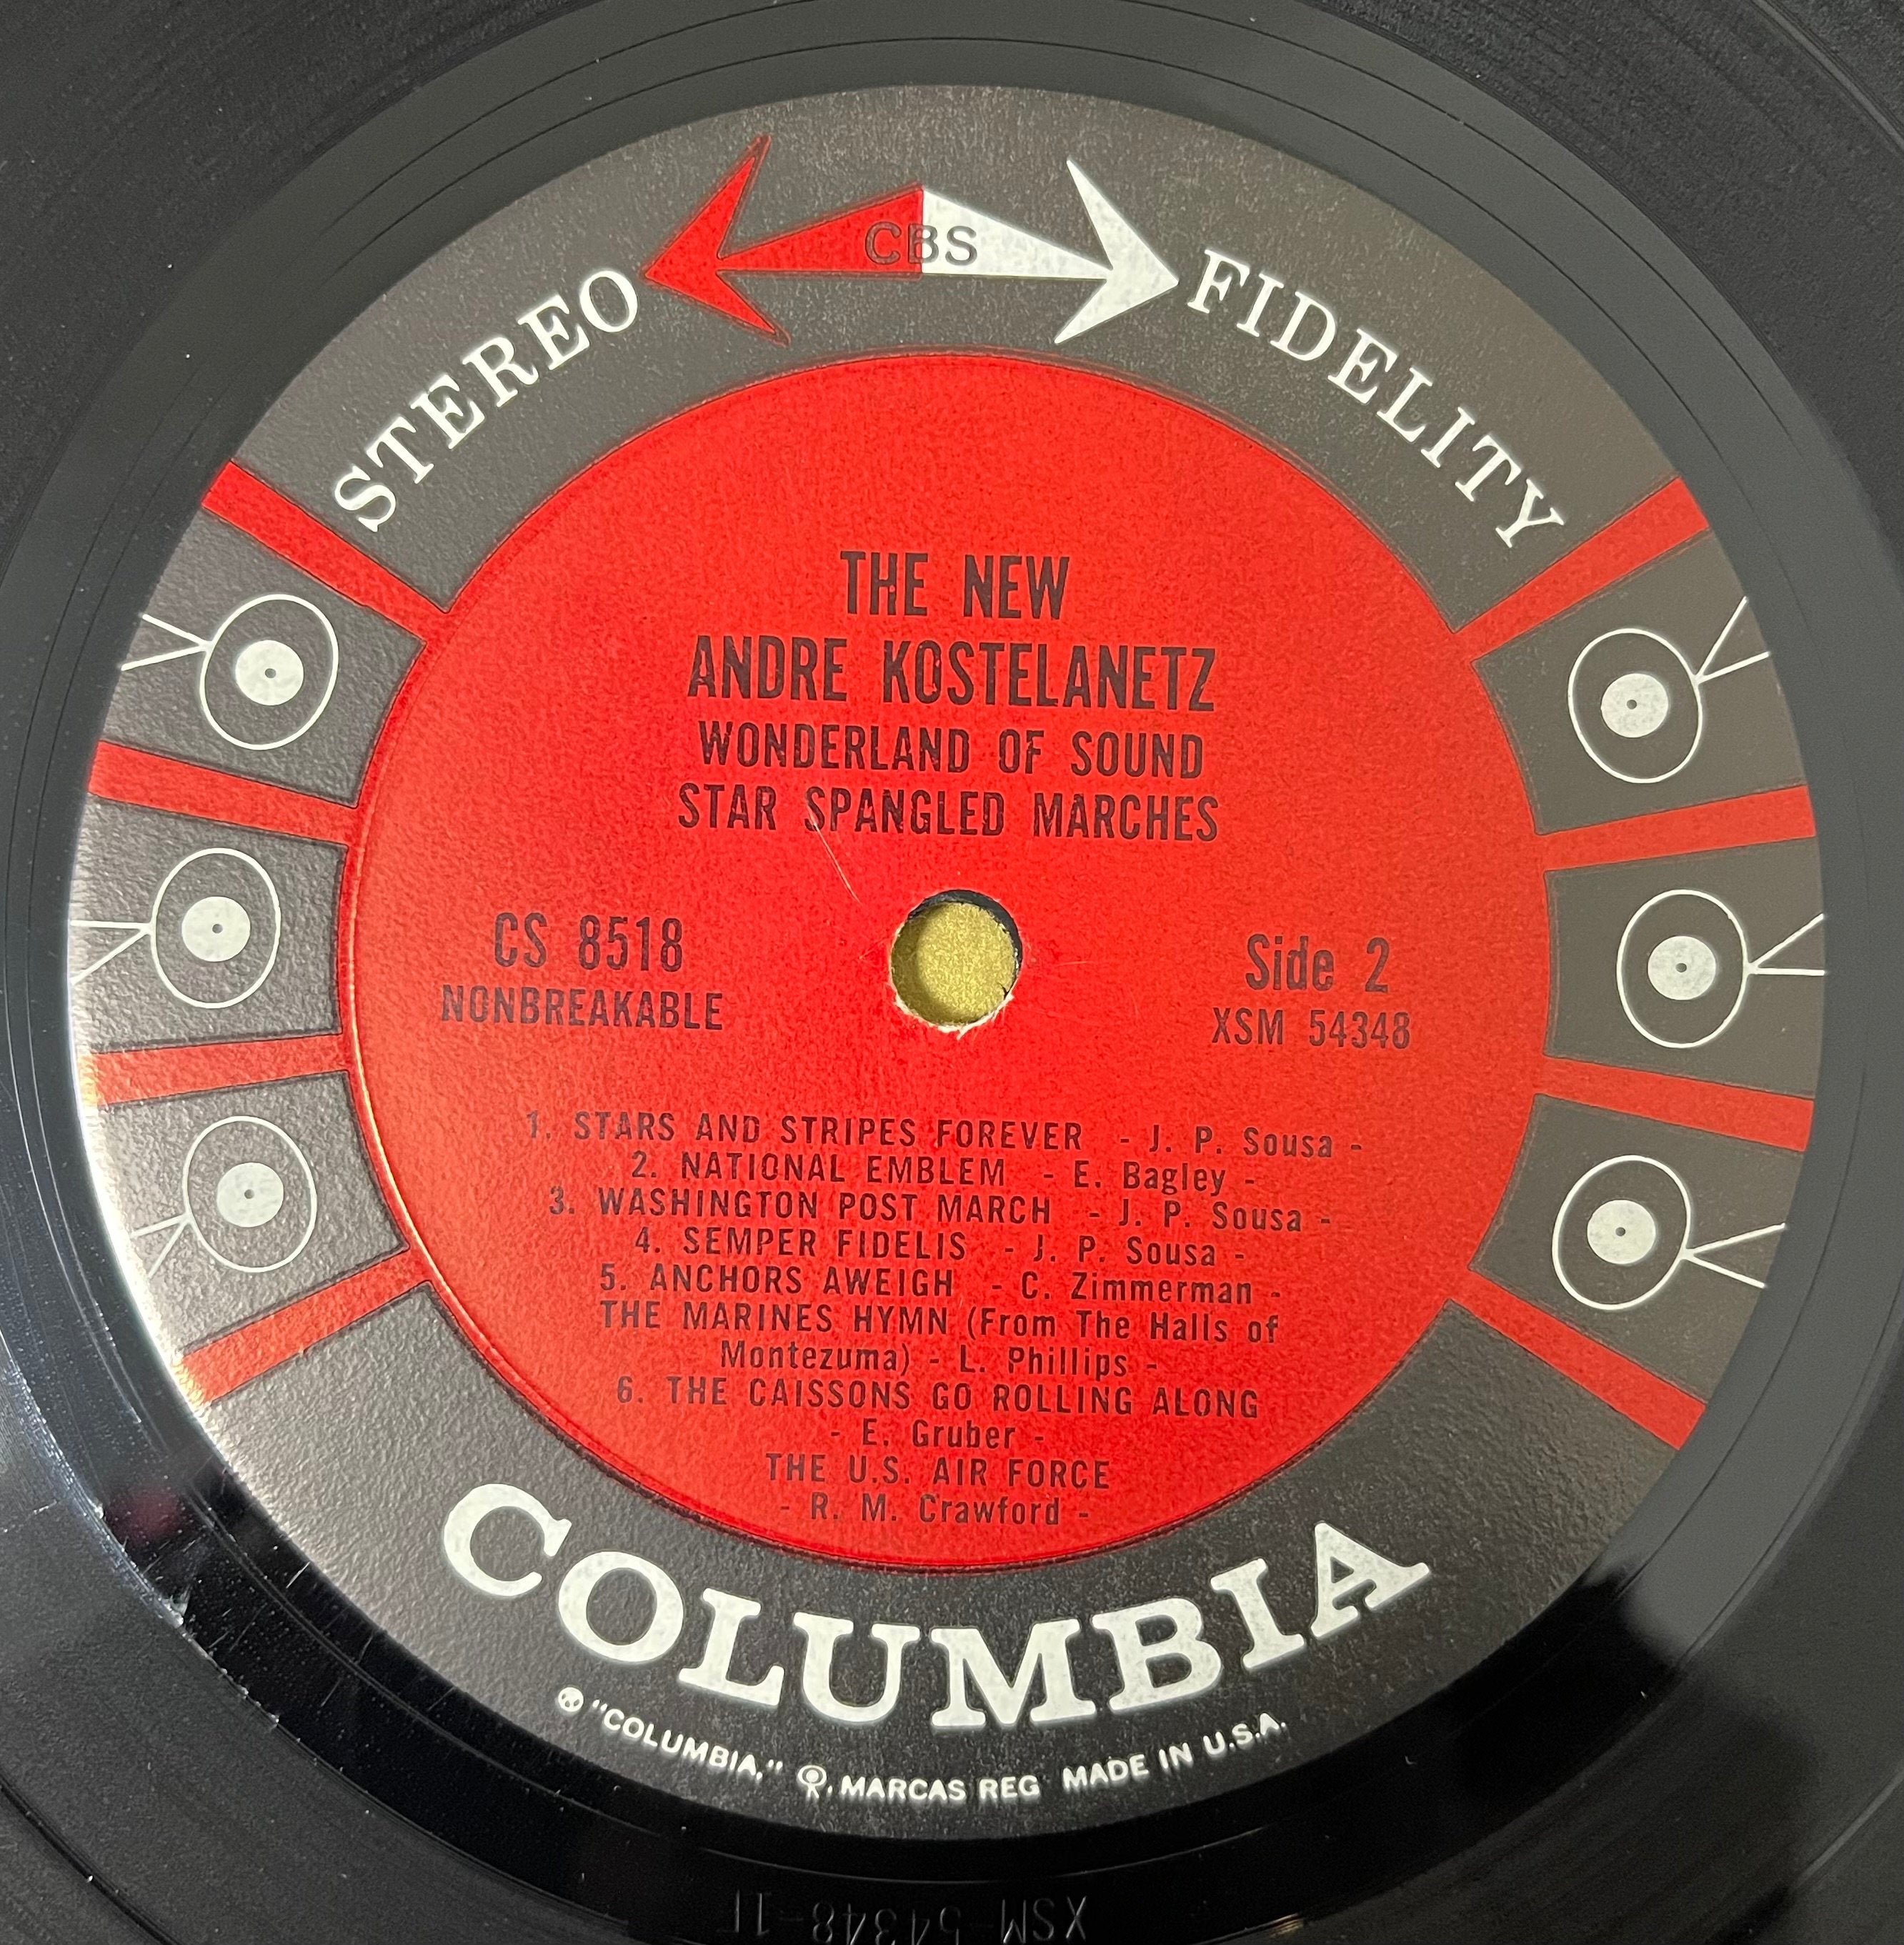 STEREO CBS FIDELITY
THE NEW
ANDRE KOSTELANETZ
WONDERLAND OF SOUND
STAR SPANGLED MARCHES
CS 8518
NONBREAKABLE
Side 2
XSM 54348
1. STARS AND STRIPES FOREVER - J. P. Sousa -
2. NATIONAL EMBLEM - E. Bagley -
3. WASHINGTON POST MARCH - J. P. Sousa -
4. SEMPER FIDELIS - J. P. Sousa -
5. ANCHORS AWEIGH - C. Zimmerman -
THE MARINES HYMN (From The Halls of
Montezuma) - L. Phillips -
6. THE CAISSONS GO ROLLING ALONG
- E. Gruber -
THE U.S. AIR FORCE
- R. M. Crawford -
COLUMBIA
"COLUMBIA," MARCAS REG MADE IN U.S.A.
XSM-54348-1